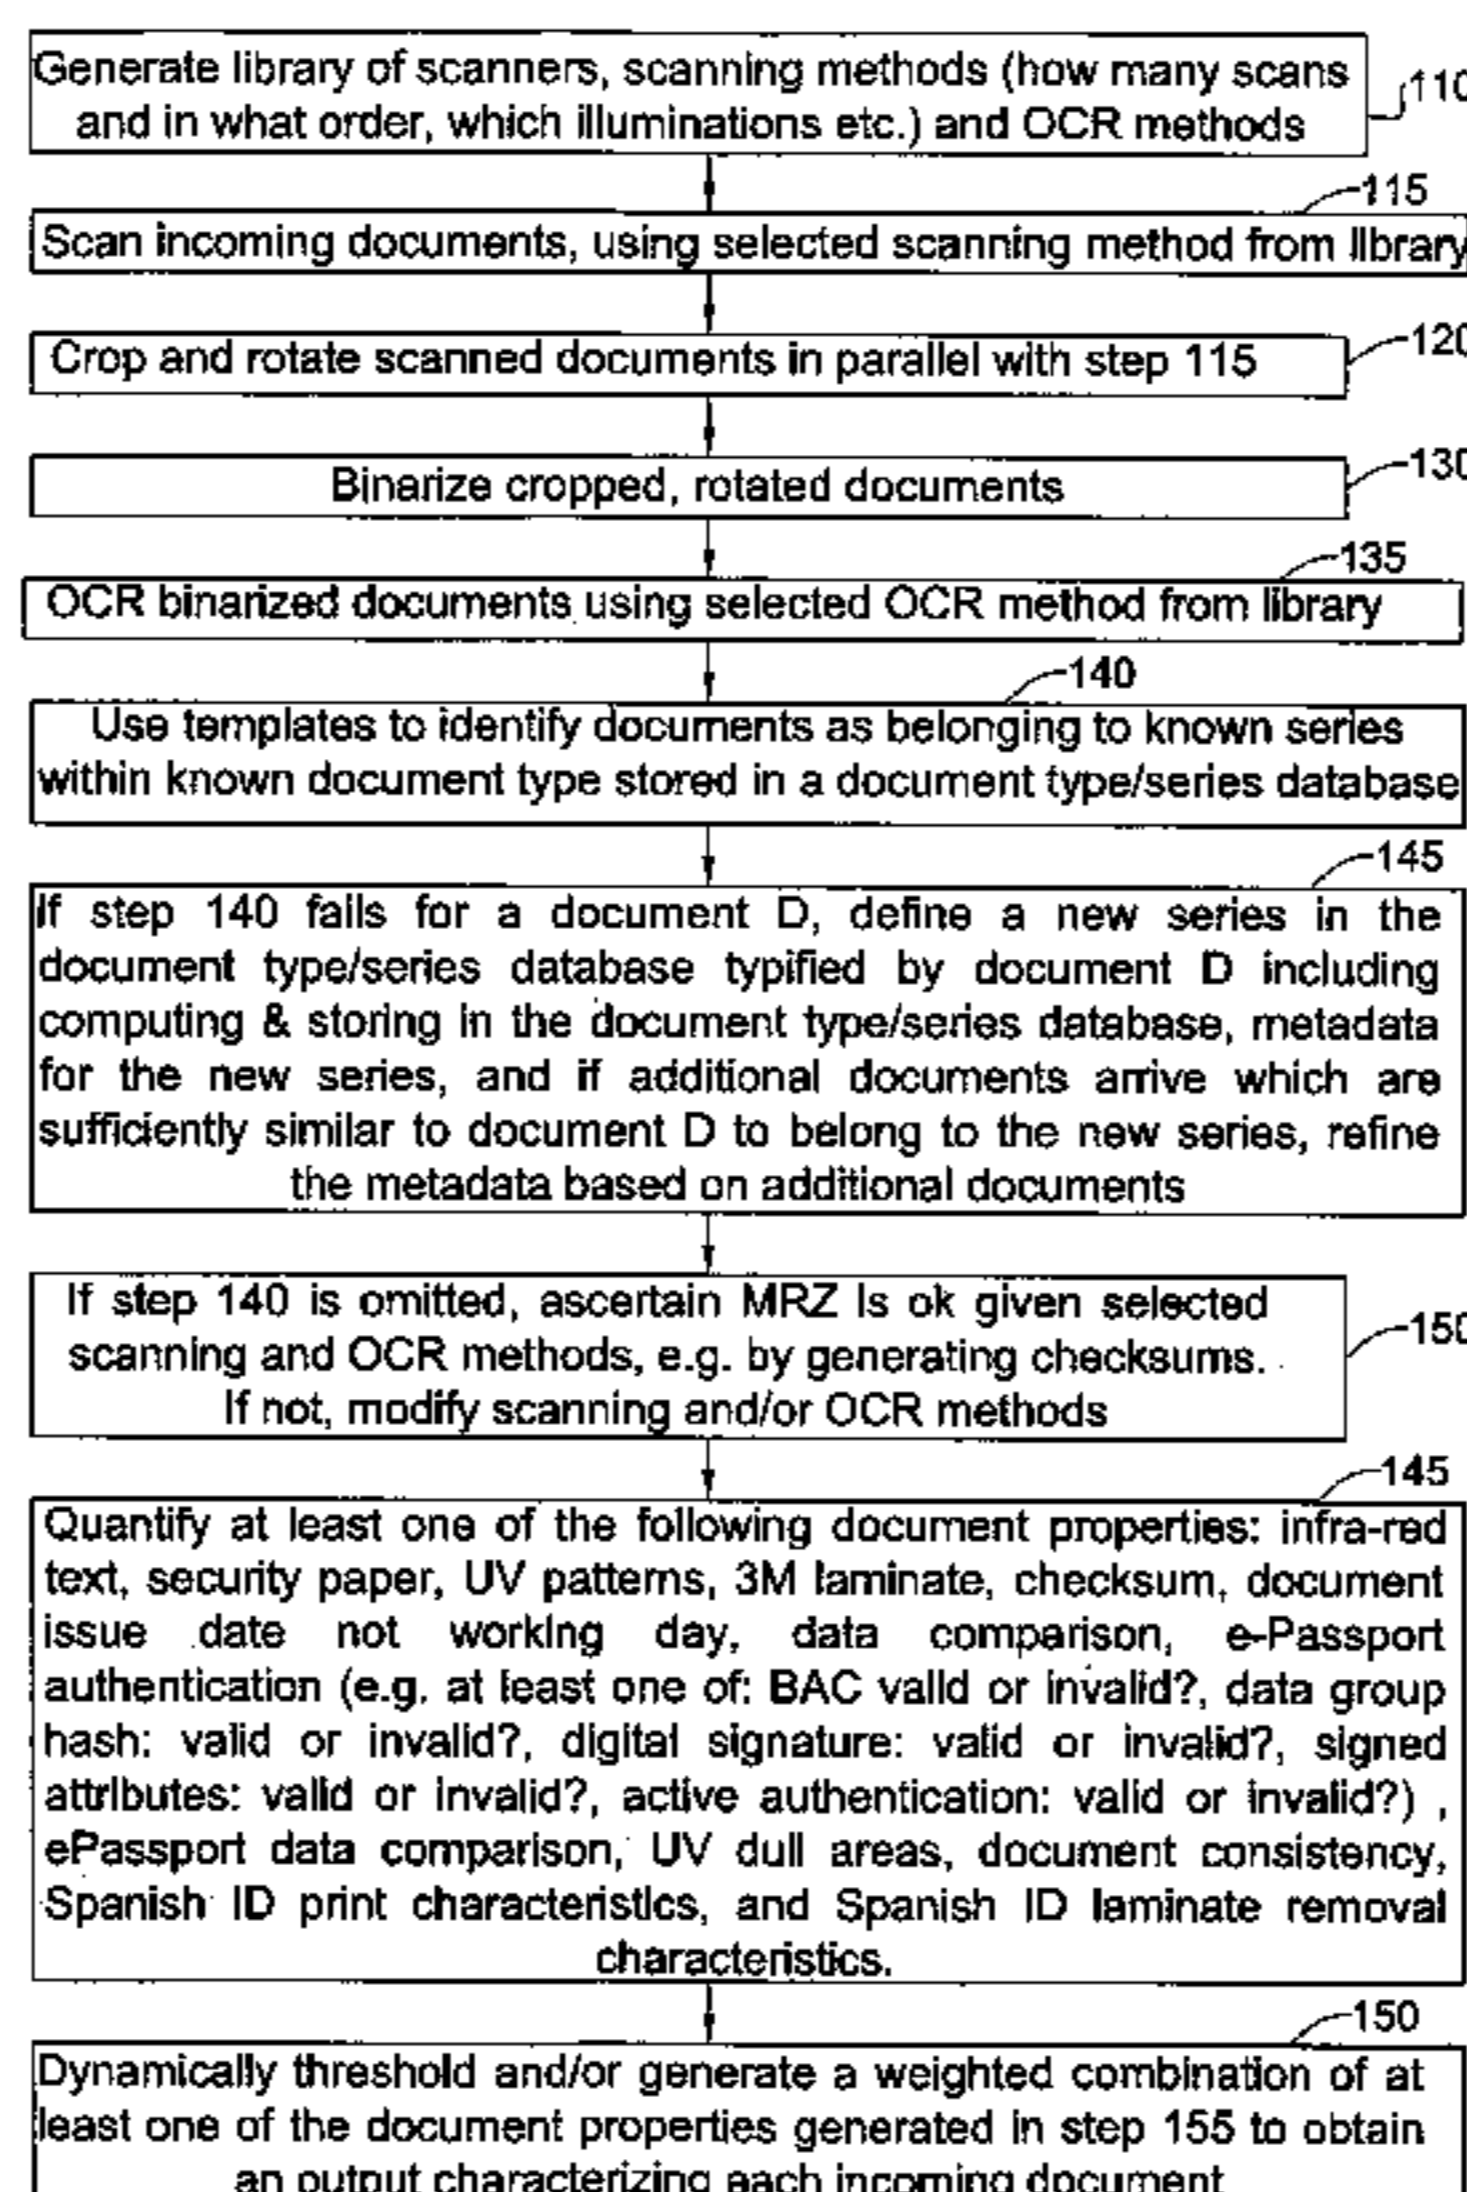 Generate library of scanners, scanning methods (how many scans
and in what order, which illuminations etc.) and OCR methods
110
115
Scan incoming documents, using selected scanning method from library
Crop and rotate scanned documents in parallel with step 115
120
Binarize cropped, rotated documents
130
135
OCR binarized documents using selected OCR method from library
140
Use templates to identify documents as belonging to known series
within known document type stored in a document type/series database
145
If step 140 fails for a document D, define a new series in the
document type/series database typified by document D including
computing & storing in the document type/series database, metadata
for the new series, and if additional documents arrive which are
sufficiently similar to document D to belong to the new series, refine
the metadata based on additional documents
If step 140 is omitted, ascertain MRZ is ok given selected
scanning and OCR methods, e.g. by generating checksums.
If not, modify scanning and/or OCR methods
150
145
Quantify at least one of the following document properties: infra-red
text, security paper, UV patterns, 3M laminate, checksum, document
issue date not working day, data comparison, e-Passport
authentication (e.g. at least one of: BAC valid or invalid?, data group
hash: valid or invalid?, digital signature: valid or invalid?, signed
attributes: valid or invalid?, active authentication: valid or invalid?) ,
ePassport data comparison, UV dull areas, document consistency,
Spanish ID print characteristics, and Spanish ID laminate removal
characteristics.
150
Dynamically threshold and/or generate a weighted combination of at
least one of the document properties generated in step 155 to obtain
an output characterizing each incoming document